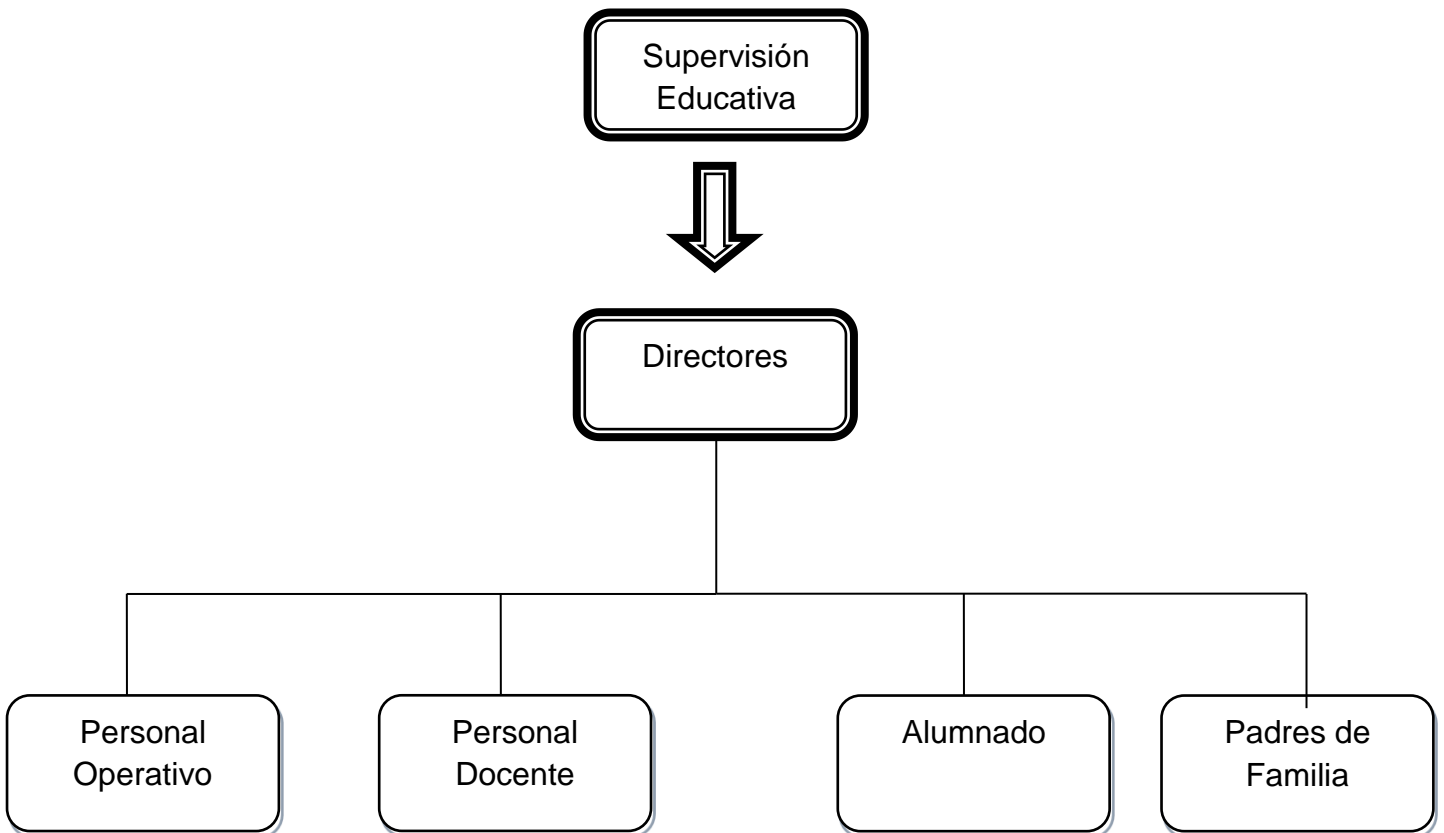 Supervisión
Educativa
Directores
Personal
Operativo
Personal
Docente
Alumnado
Padres de
Familia